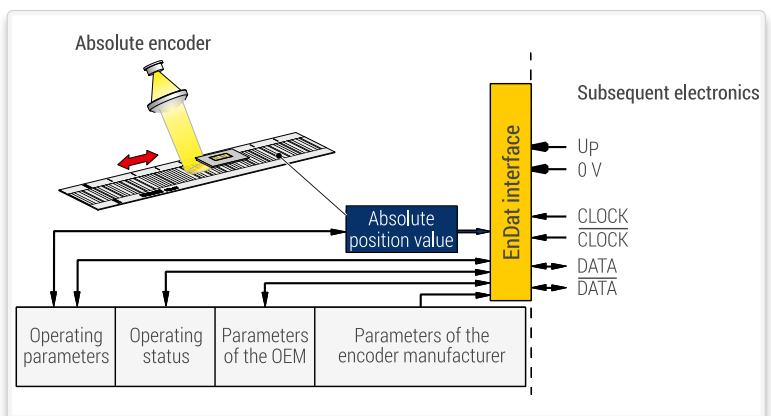 Absolute encoder
Subsequent electronics
EnDat interface
UP
0 V
Absolute
position value
CLOCK
CLOCK
DATA
DATA
Operating
parameters
Operating
status
Parameters
of the OEM
Parameters of the
encoder manufacturer